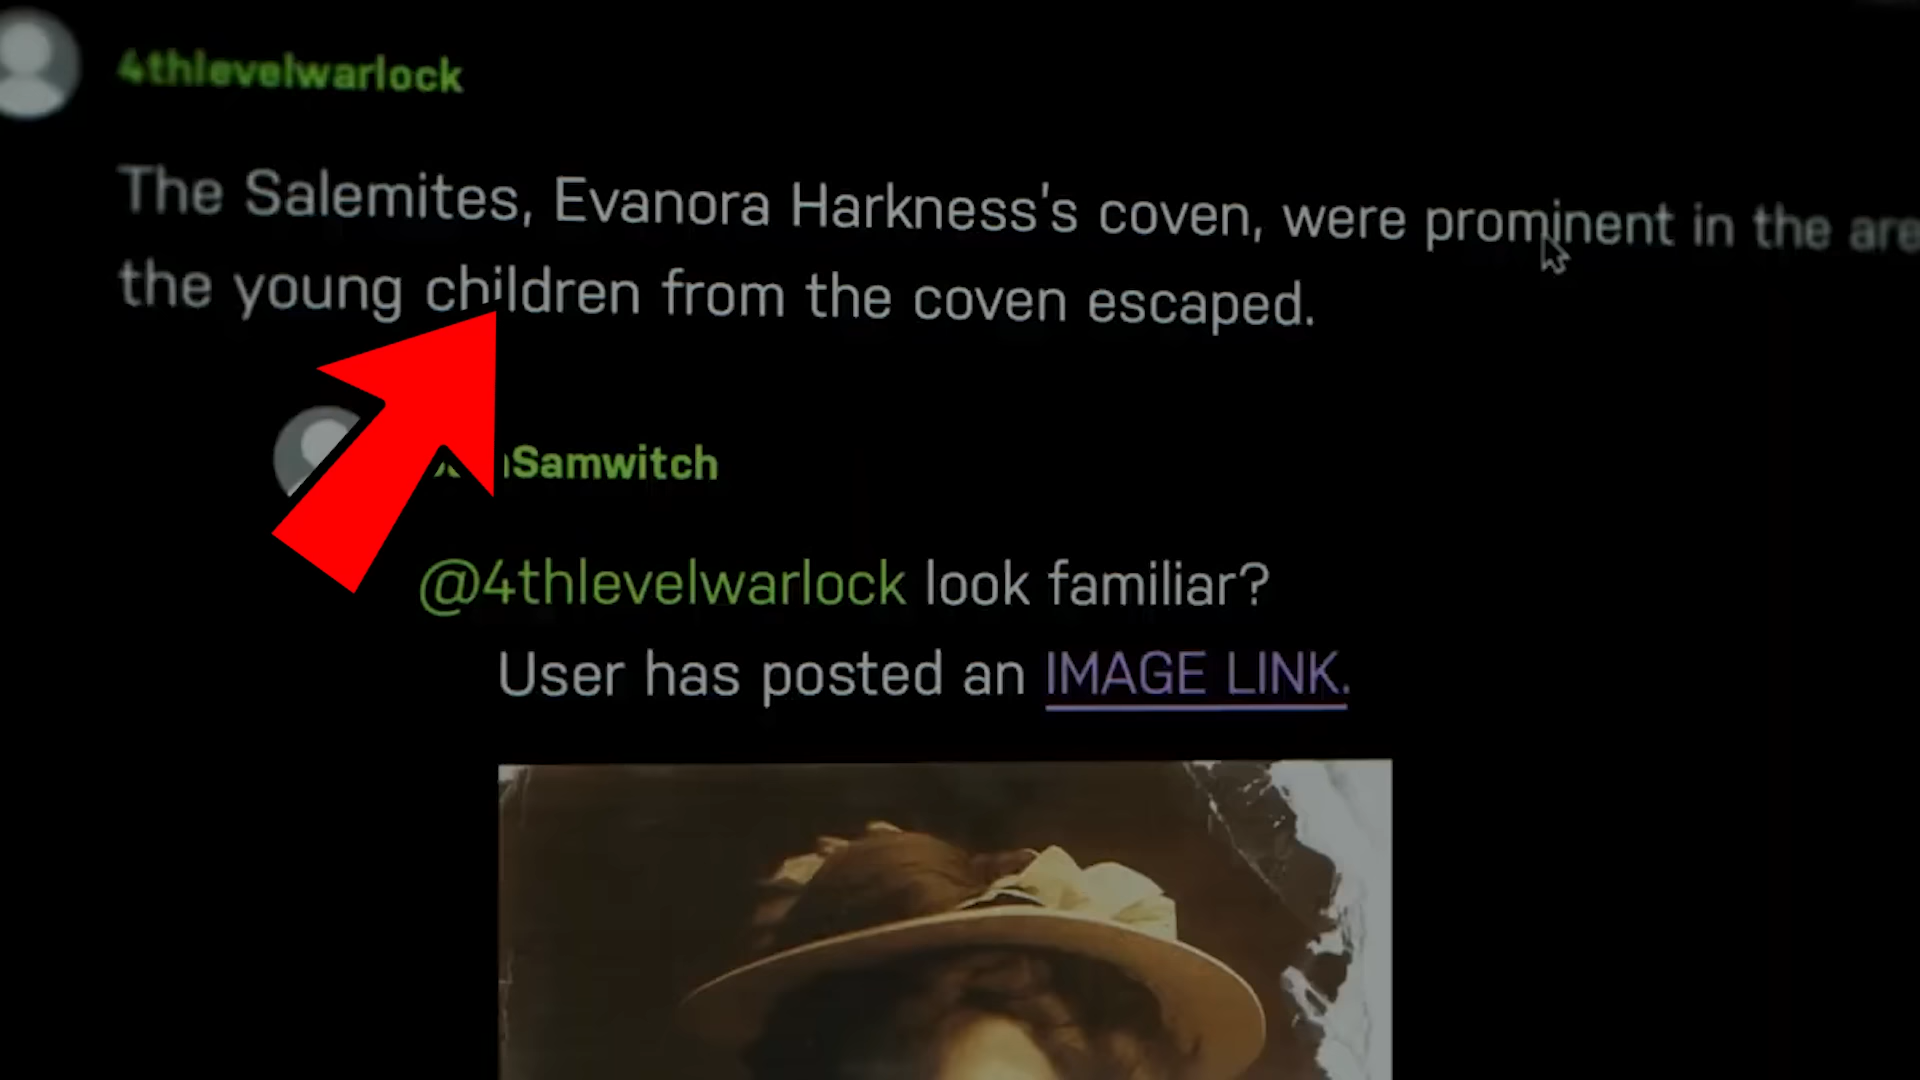 4thlevelwarlock
The Salemites, Evanora Harkness's coven, were prominent in the
the young children from the coven escaped.
@4thlevelwarlock look familiar?
User has posted an IMAGE LINK.